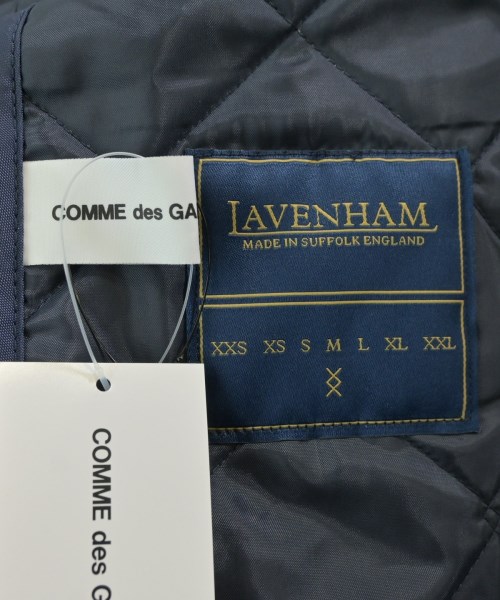 COMME des GA
LAVENHAM
MADE IN SUFFOLK ENGLAND
XXS XS S M L XL XXL
COMME des G